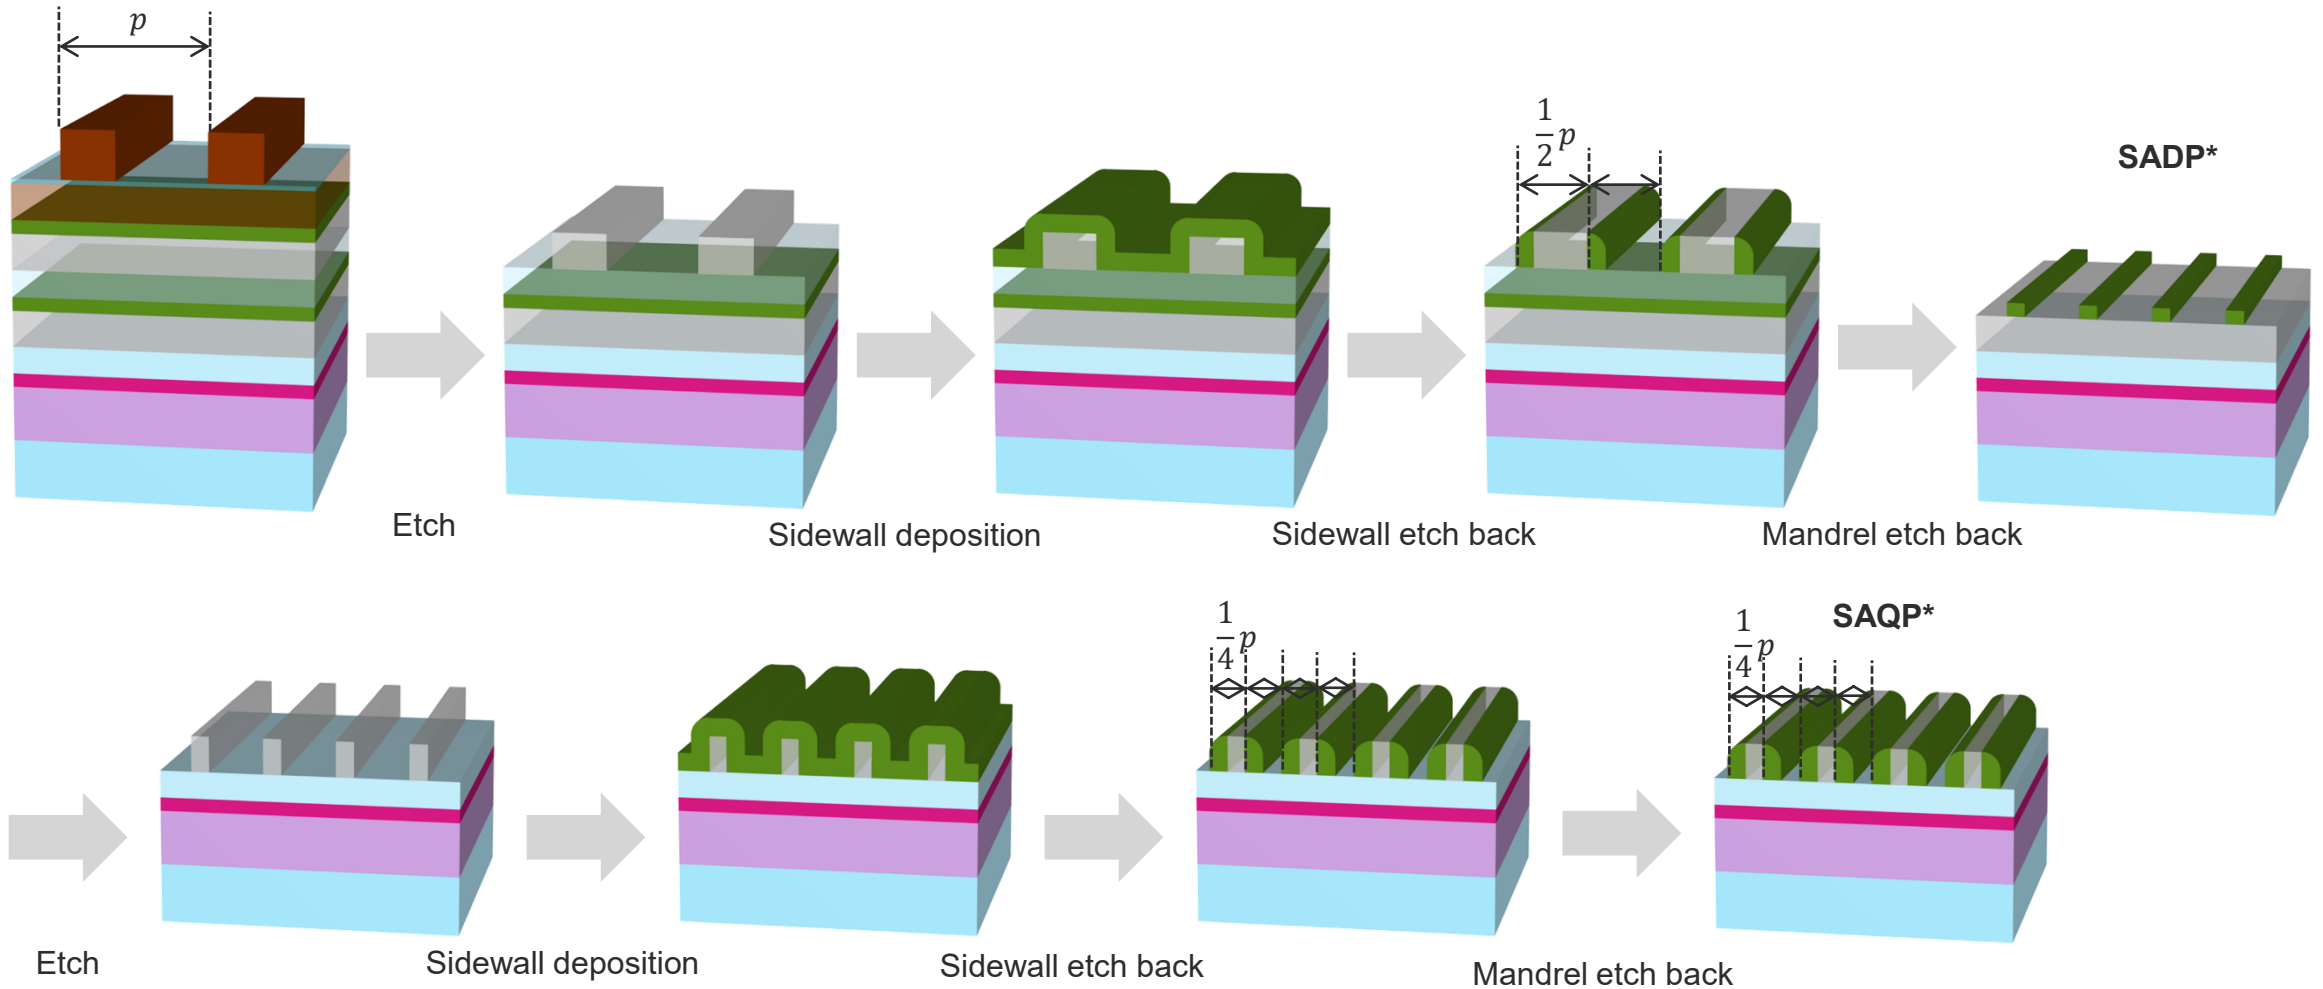 p
1/2 p
SADP*
Etch
Sidewall deposition
Sidewall etch back
Mandrel etch back
1/4 p
1/4 p
SAQP*
Etch
Sidewall deposition
Sidewall etch back
Mandrel etch back